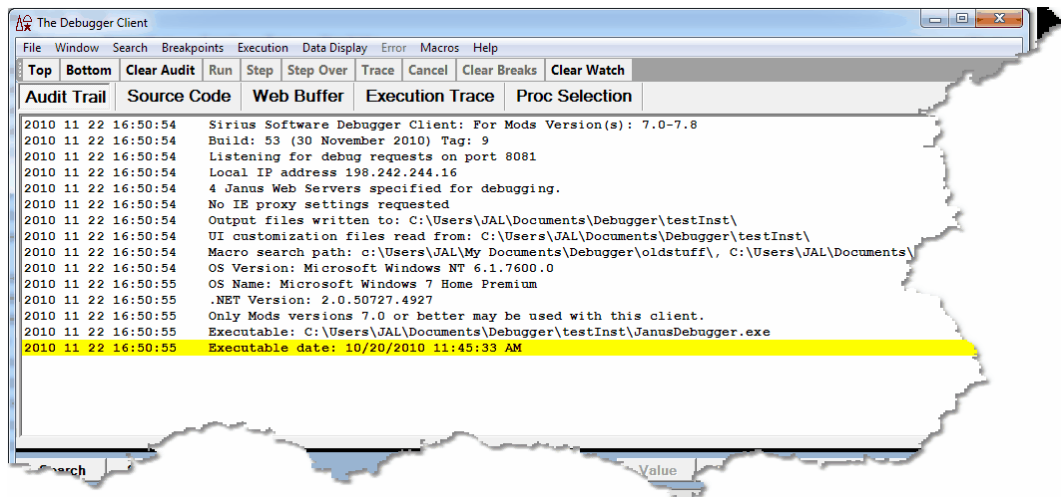 The Debugger Client
File Window Search Breakpoints Execution Data Display Error Macros Help
Top Bottom Clear Audit Run Step Step Over Trace Cancel Clear Breaks Clear Watch
Audit Trail Source Code Web Buffer Execution Trace Proc Selection
2010 11 22 16:50:54 Sirius Software Debugger Client: For Mods Version(s): 7.0-7.8
2010 11 22 16:50:54 Build: 53 (30 November 2010) Tag: 9
2010 11 22 16:50:54 Listening for debug requests on port 8081
2010 11 22 16:50:54 Local IP address 198.242.244.16
2010 11 22 16:50:54 4 Janus Web Servers specified for debugging.
2010 11 22 16:50:54 No IE proxy settings requested
2010 11 22 16:50:54 Output files written to: C:\Users\JAL\Documents\Debugger\testInst\
2010 11 22 16:50:54 UI customization files read from: C:\Users\JAL\Documents\Debugger\testInst\
2010 11 22 16:50:54 Macro search path: c:\Users\JAL\My Documents\Debugger\oldstuff\, C:\Users\JAL\Documents\
2010 11 22 16:50:54 OS Version: Microsoft Windows NT 6.1.7600.0
2010 11 22 16:50:55 OS Name: Microsoft Windows 7 Home Premium
2010 11 22 16:50:55 .NET Version: 2.0.50727.4927
2010 11 22 16:50:55 Only Mods versions 7.0 or better may be used with this client.
2010 11 22 16:50:55 Executable: C:\Users\JAL\Documents\Debugger\testInst\JanusDebugger.exe
2010 11 22 16:50:55 Executable date: 10/20/2010 11:45:33 AM
Search Value